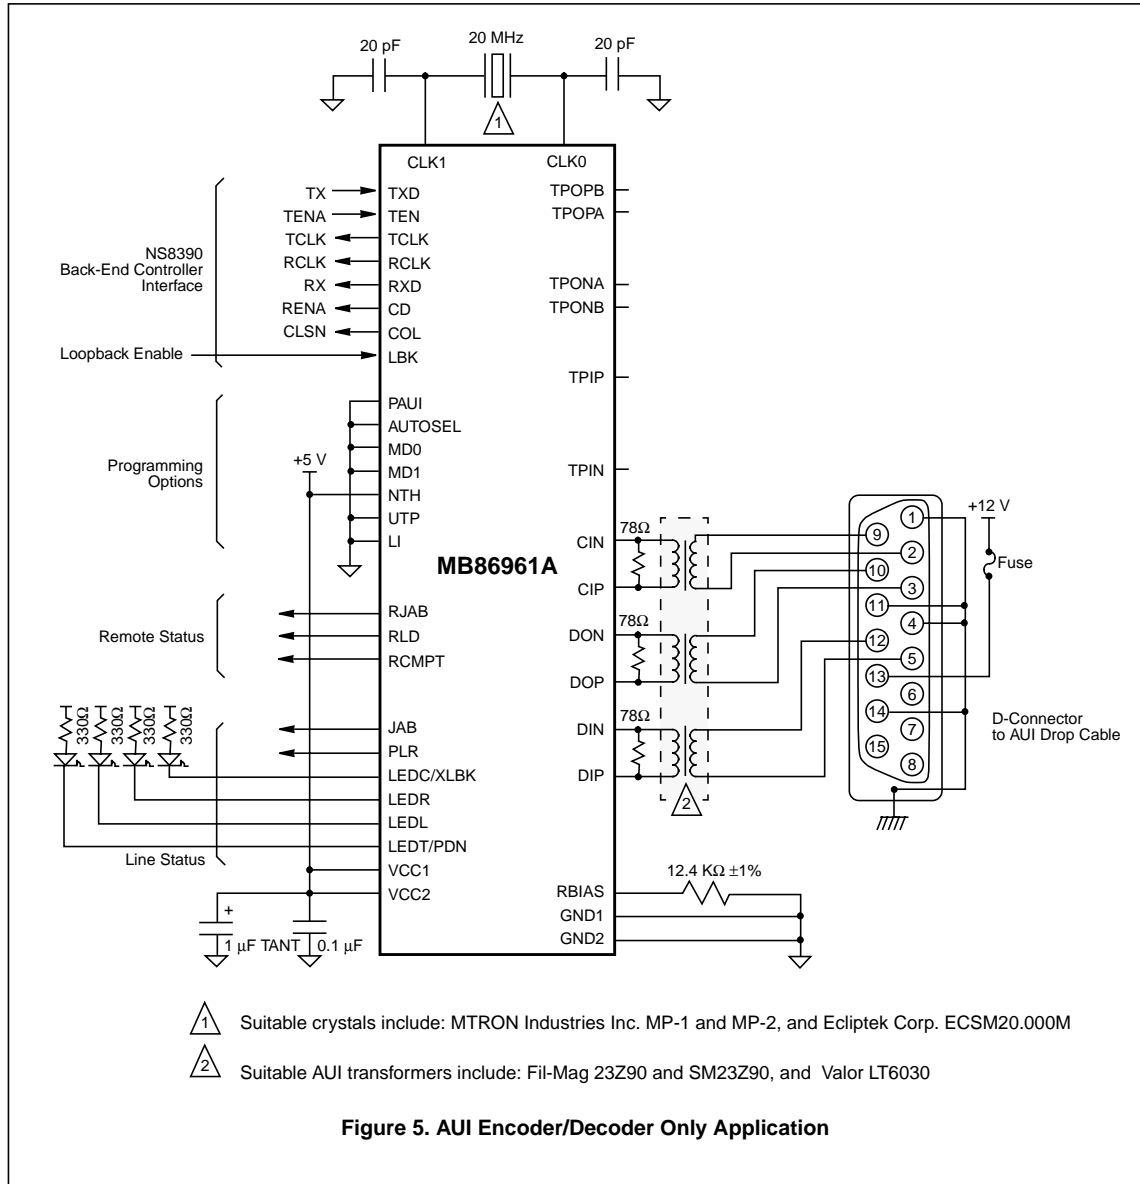 20 pF
20 MHz
20 pF
1
CLK1
CLK0
TX
TXD
TENA
TEN
TCLK
TCLK
RCLK
RCLK
RX
RXD
RENA
CD
CLSN
COL
Loopback Enable
LBK
NS8390
Back-End Controller
Interface
PAUI
AUTOSEL
MD0
MD1
NTH
UTP
LI
Programming
Options
+5 V
MB86961A
RJAB
RLD
RCMPT
Remote Status
JAB
PLR
LEDC/XLBK
LEDR
LEDL
LEDT/PDN
Line Status
330Ω
330Ω
330Ω
330Ω
VCC1
VCC2
+
1 µF TANT
0.1 µF
TPOPB
TPOPA
TPONA
TPONB
TPIP
TPIN
CIN
78Ω
CIP
DON
78Ω
DOP
DIN
78Ω
DIP
2
1
9
2
10
3
11
4
12
5
13
6
14
7
15
8
+12 V
Fuse
D-Connector
to AUI Drop Cable
RBIAS
12.4 KΩ ±1%
GND1
GND2
1 Suitable crystals include: MTRON Industries Inc. MP-1 and MP-2, and Ecliptek Corp. ECSM20.000M
2 Suitable AUI transformers include: Fil-Mag 23Z90 and SM23Z90, and Valor LT6030
Figure 5. AUI Encoder/Decoder Only Application